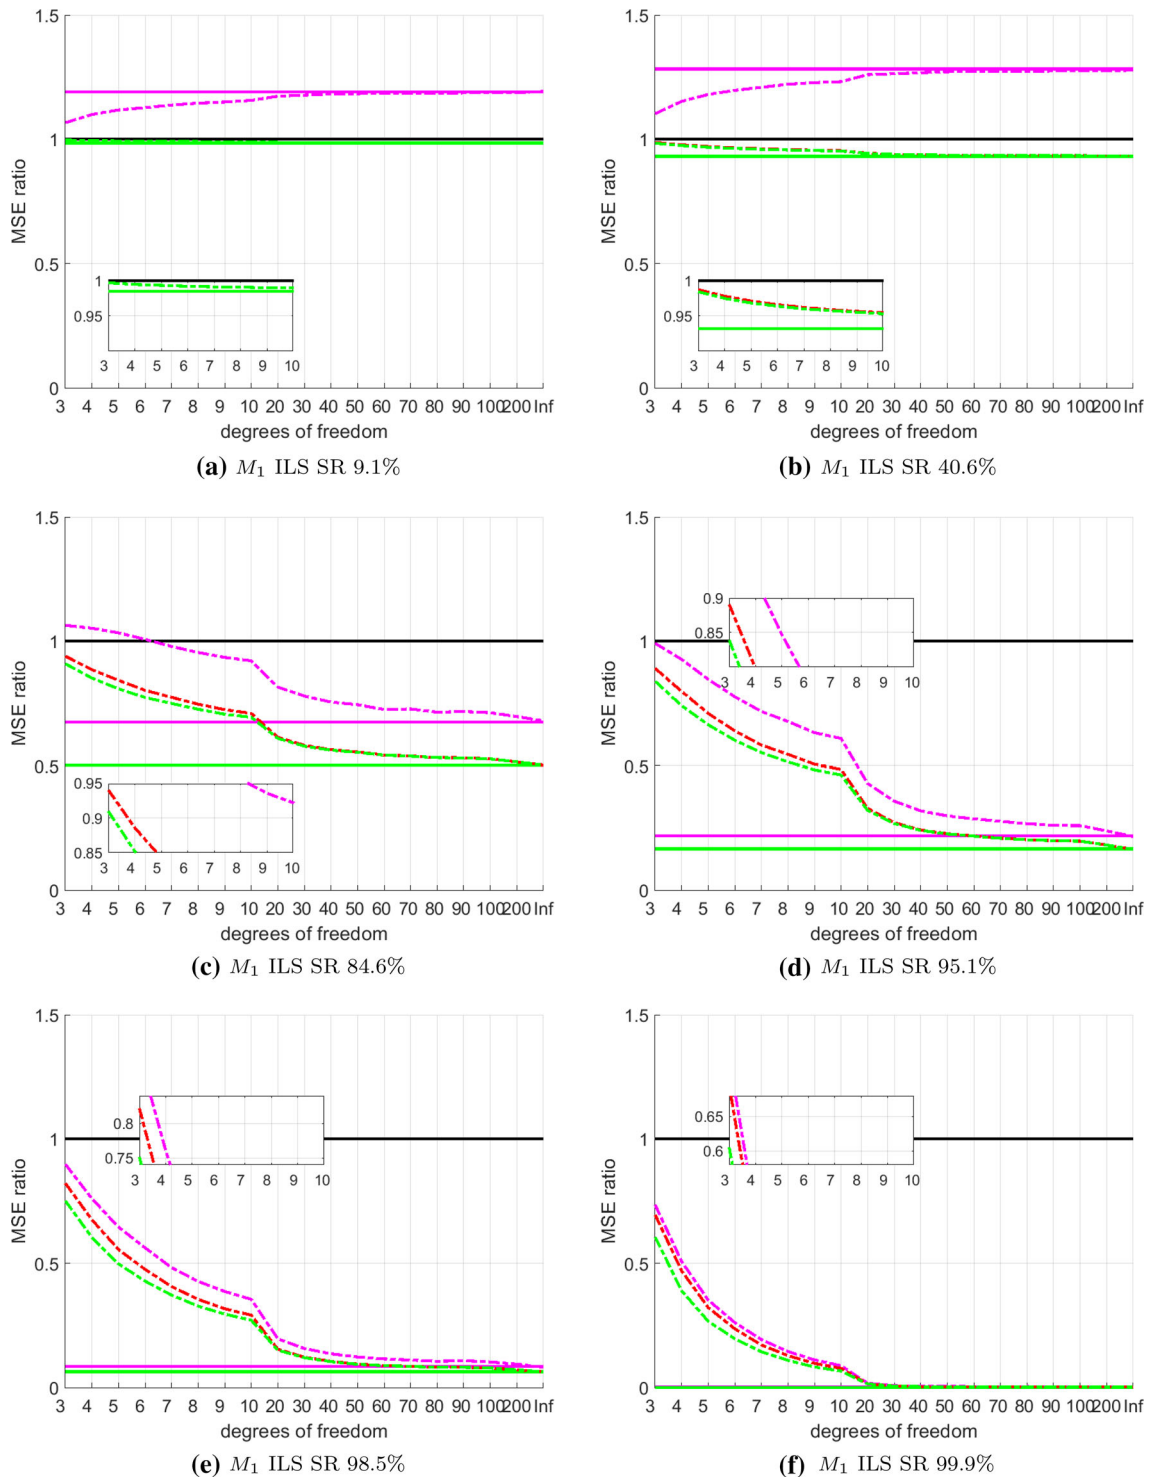 1.5
1
0.5
0
MSE ratio
1
0.95
3 4 5 6 7 8 9 10
3 4 5 6 7 8 9 10 20 30 40 50 60 70 80 90 100 200 Inf
degrees of freedom
(a) M1 ILS SR 9.1%
1.5
1
0.5
0
MSE ratio
1
0.95
3 4 5 6 7 8 9 10
3 4 5 6 7 8 9 10 20 30 40 50 60 70 80 90 100 200 Inf
degrees of freedom
(b) M1 ILS SR 40.6%
1.5
1
0.5
0
MSE ratio
0.95
0.9
0.85
3 4 5 6 7 8 9 10
3 4 5 6 7 8 9 10 20 30 40 50 60 70 80 90 100 200 Inf
degrees of freedom
(c) M1 ILS SR 84.6%
1.5
1
0.5
0
MSE ratio
0.9
0.85
3 4 5 6 7 8 9 10
3 4 5 6 7 8 9 10 20 30 40 50 60 70 80 90 100 200 Inf
degrees of freedom
(d) M1 ILS SR 95.1%
1.5
1
0.5
0
MSE ratio
0.8
0.75
3 4 5 6 7 8 9 10
3 4 5 6 7 8 9 10 20 30 40 50 60 70 80 90 100 200 Inf
degrees of freedom
(e) M1 ILS SR 98.5%
1.5
1
0.5
0
MSE ratio
0.65
0.6
3 4 5 6 7 8 9 10
3 4 5 6 7 8 9 10 20 30 40 50 60 70 80 90 100 200 Inf
degrees of freedom
(f) M1 ILS SR 99.9%